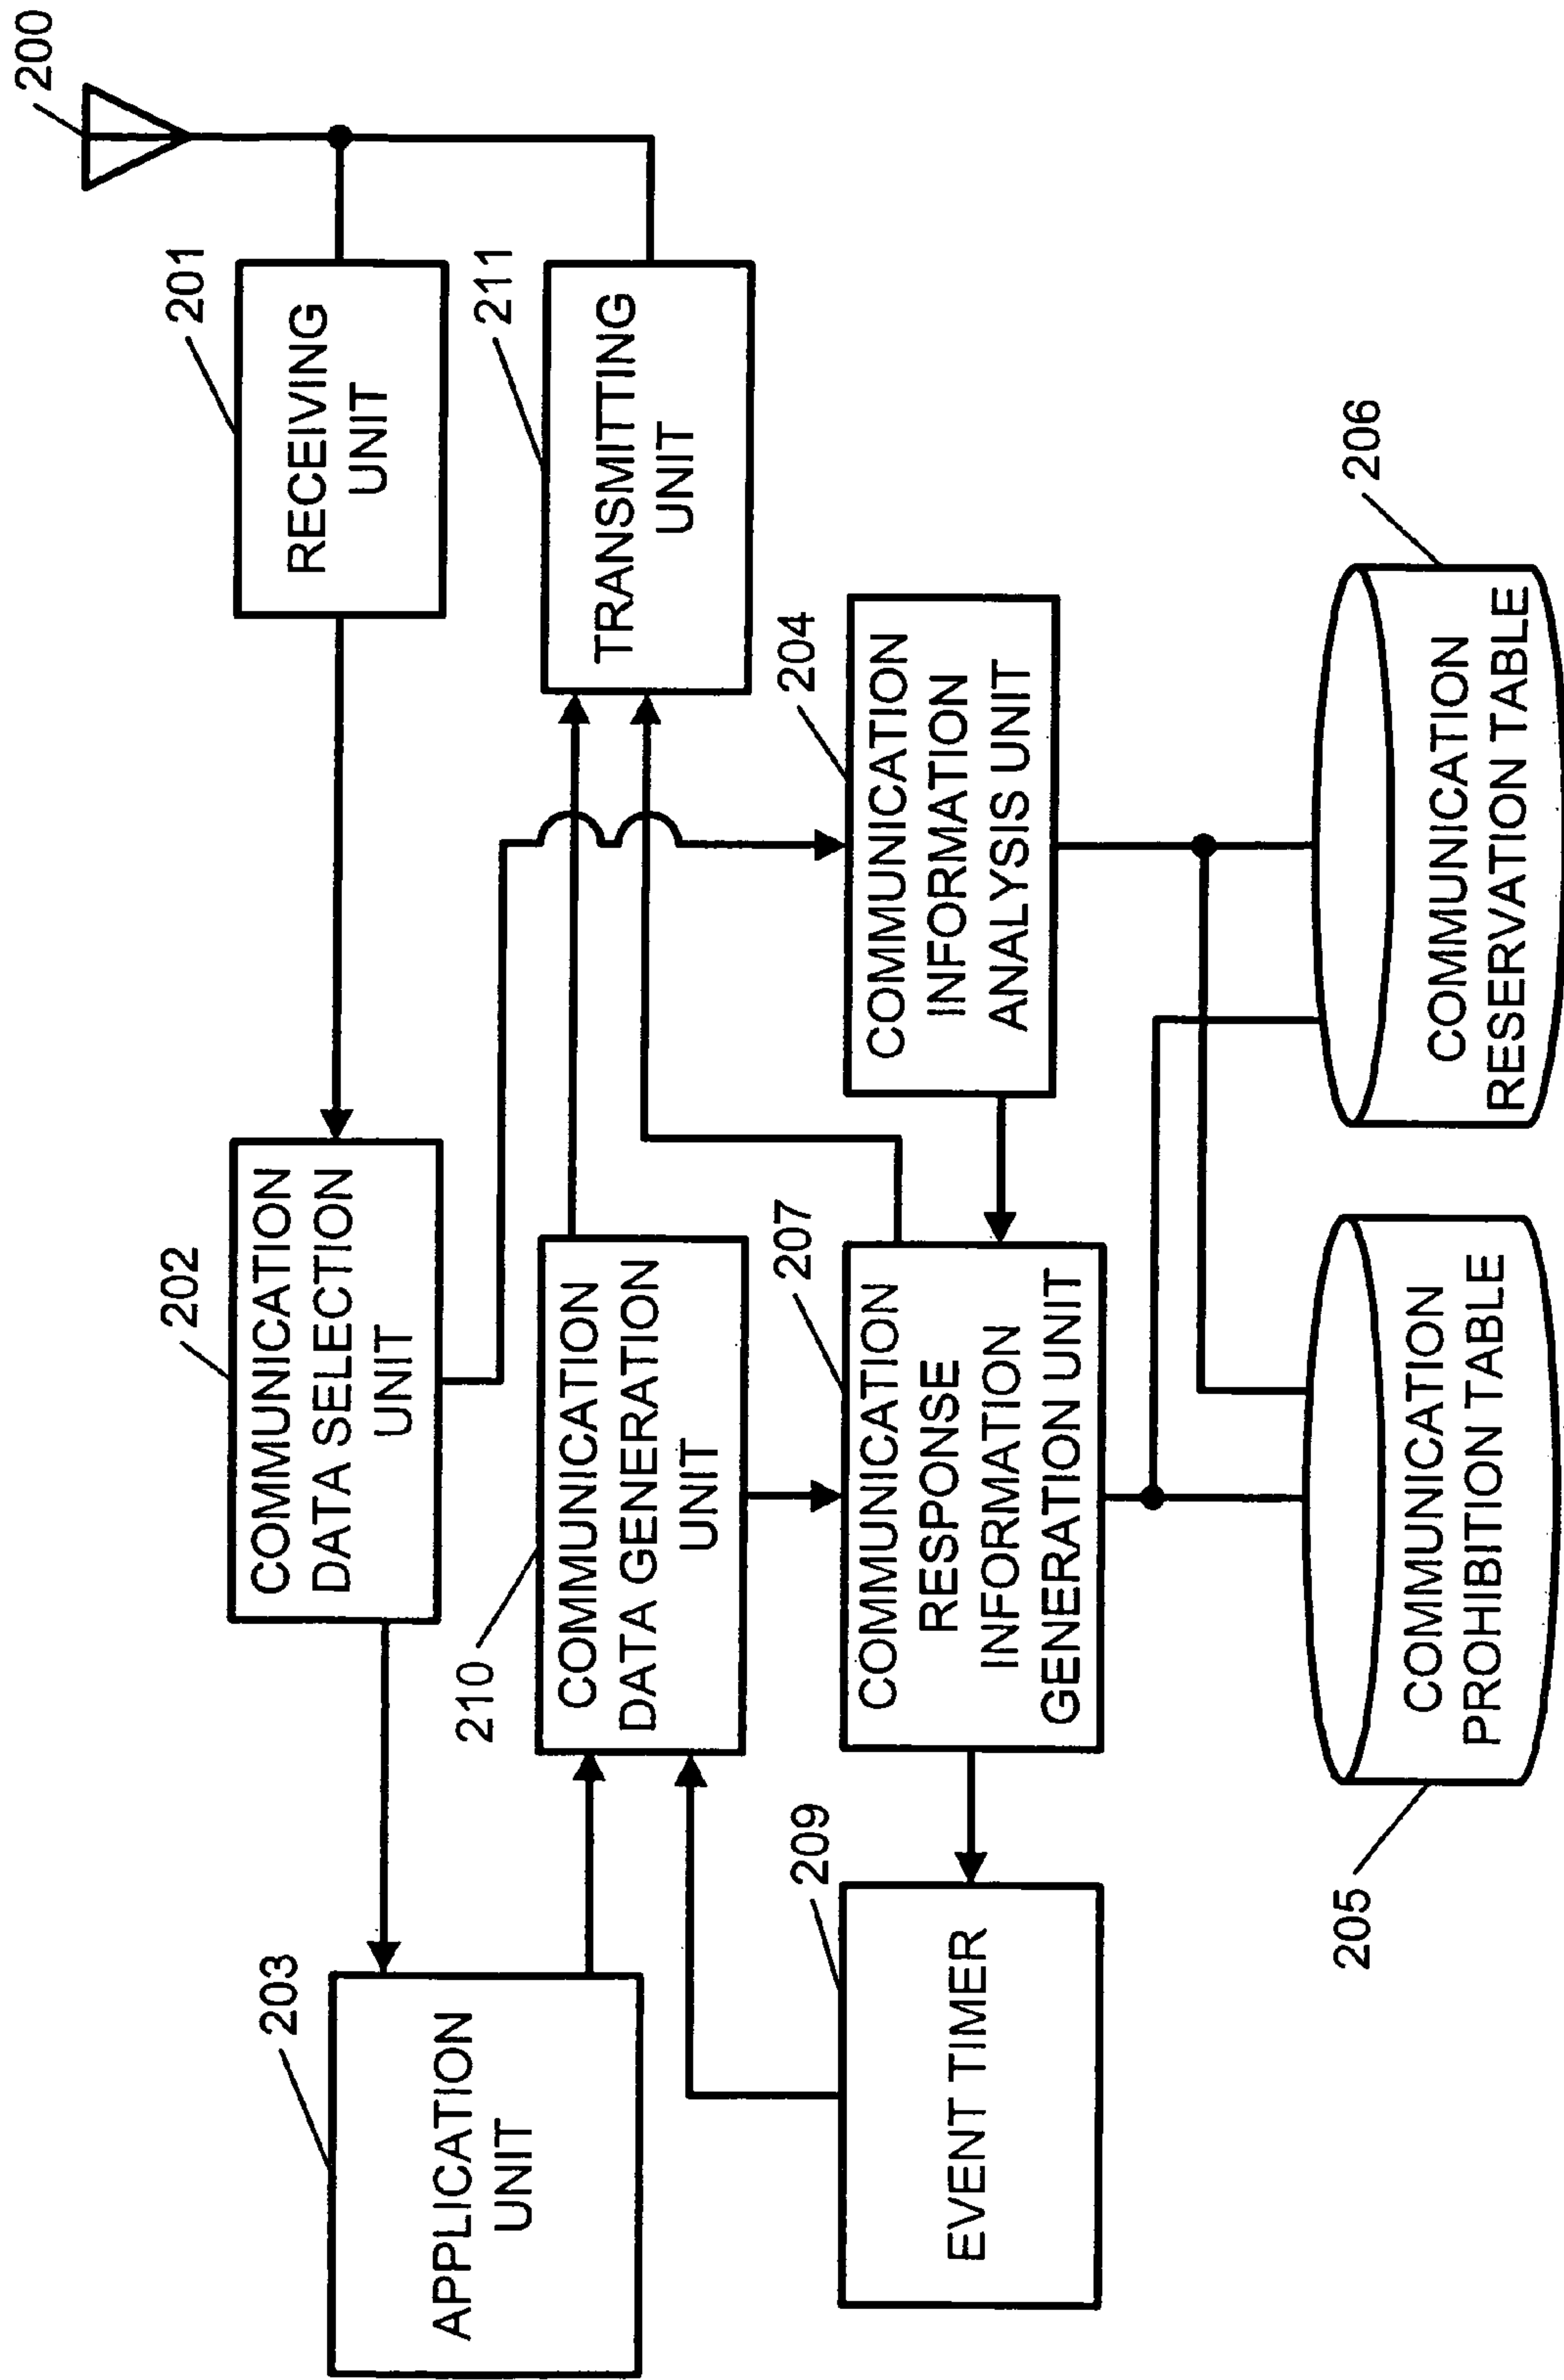 200
201
RECEIVING
UNIT
211
TRANSMITTING
UNIT
202
COMMUNICATION
DATA SELECTION
UNIT
204
COMMUNICATION
INFORMATION
ANALYSIS UNIT
206
COMMUNICATION
RESERVATION TABLE
210
COMMUNICATION
DATA GENERATION
UNIT
207
COMMUNICATION
RESPONSE
INFORMATION
GENERATION UNIT
205
COMMUNICATION
PROHIBITION TABLE
203
APPLICATION
UNIT
209
EVENT TIMER